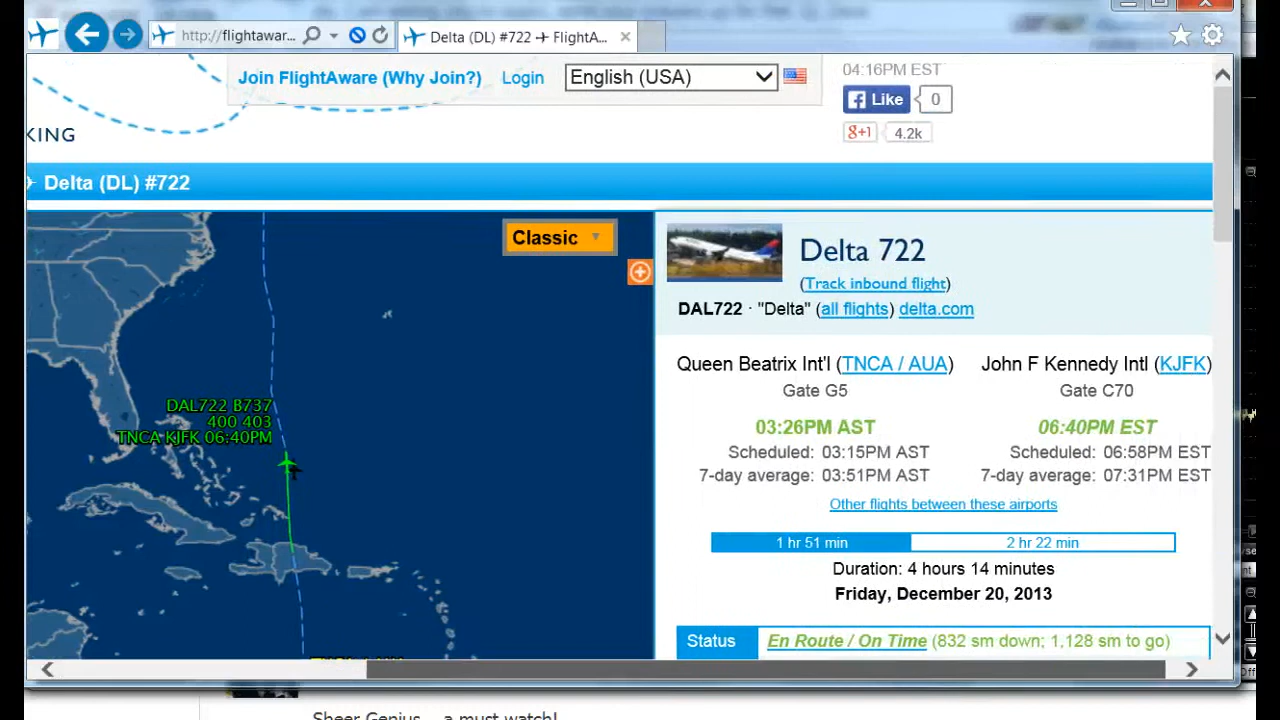 http://flightawar...
Delta (DL) #722 ✈ FlightA...
Join FlightAware (Why Join?)
Login
English (USA)
04:16PM EST
Like
0
g+1
4.2k
KING
Delta (DL) #722
Classic
Delta 722
(Track inbound flight)
DAL722 · "Delta" (all flights) delta.com
Queen Beatrix Int'l (TNCA / AUA)
John F Kennedy Intl (KJFK)
Gate G5
Gate C70
03:26PM AST
06:40PM EST
Scheduled: 03:15PM AST
Scheduled: 06:58PM EST
7-day average: 03:51PM AST
7-day average: 07:31PM EST
Other flights between these airports
1 hr 51 min
2 hr 22 min
Duration: 4 hours 14 minutes
Friday, December 20, 2013
Status
En Route / On Time (832 sm down; 1,128 sm to go)
DAL722 B737
400 403
TNCA KJFK 06:40PM
Sheer Genius... a must watch!